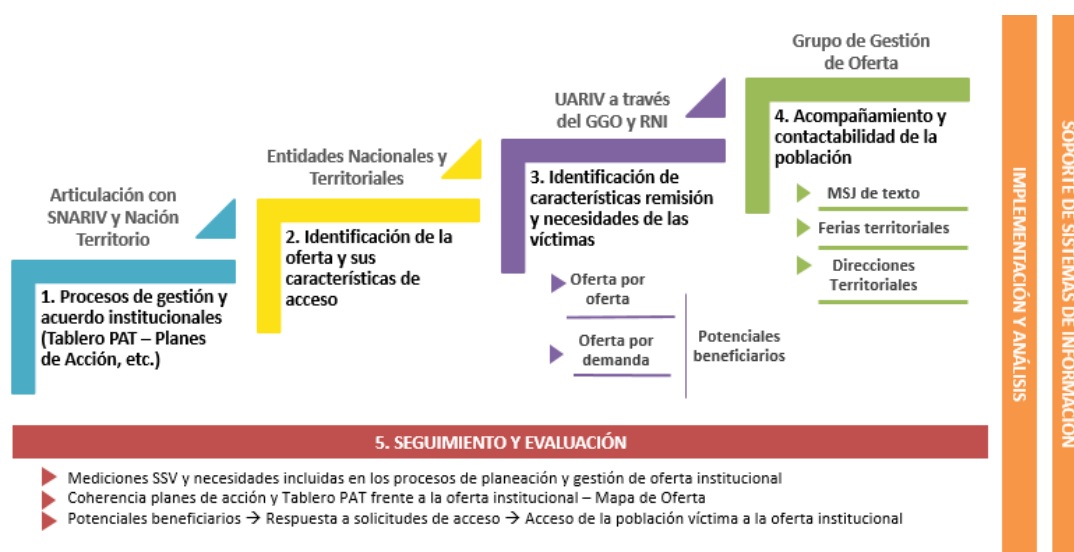 Articulación con
SNARIV y Nación
Territorio
1. Procesos de gestión y
acuerdo institucionales
(Tablero PAT – Planes
de Acción, etc.)
Entidades Nacionales y
Territoriales
2. Identificación de la
oferta y sus
características de
acceso
UARIV a través
del GGO y RNI
3. Identificación de
características remisión
y necesidades de las
víctimas
Oferta por
oferta
Oferta por
demanda
Potenciales
beneficiarios
Grupo de Gestión
de Oferta
4. Acompañamiento y
contactabilidad de la
población
MSJ de texto
Ferias territoriales
Direcciones
Territoriales
5. SEGUIMIENTO Y EVALUACIÓN
Mediciones SSV y necesidades incluidas en los procesos de planeación y gestión de oferta institucional
Coherencia planes de acción y Tablero PAT frente a la oferta institucional – Mapa de Oferta
Potenciales beneficiarios → Respuesta a solicitudes de acceso → Acceso de la población víctima a la oferta institucional
IMPLEMENTACIÓN Y ANÁLISIS
SOPORTE DE SISTEMAS DE INFORMACIÓN